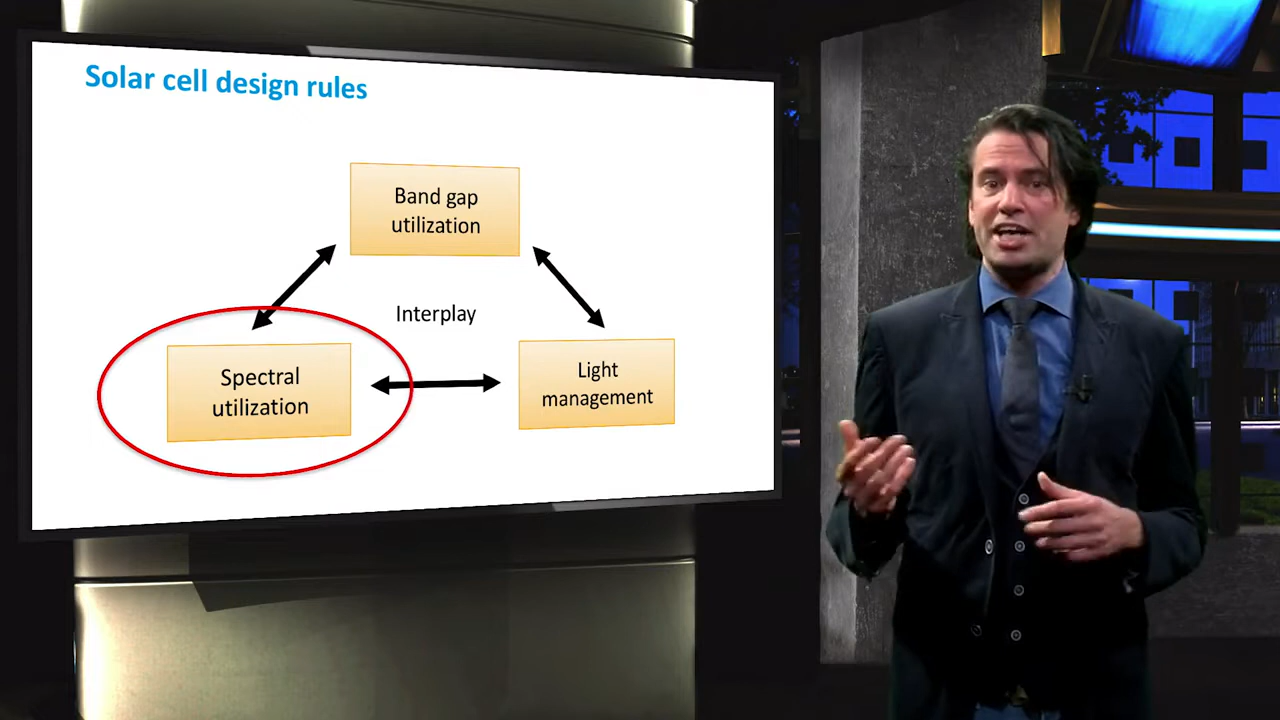 Solar cell design rules
Band gap
utilization
Interplay
Spectral
utilization
Light
management